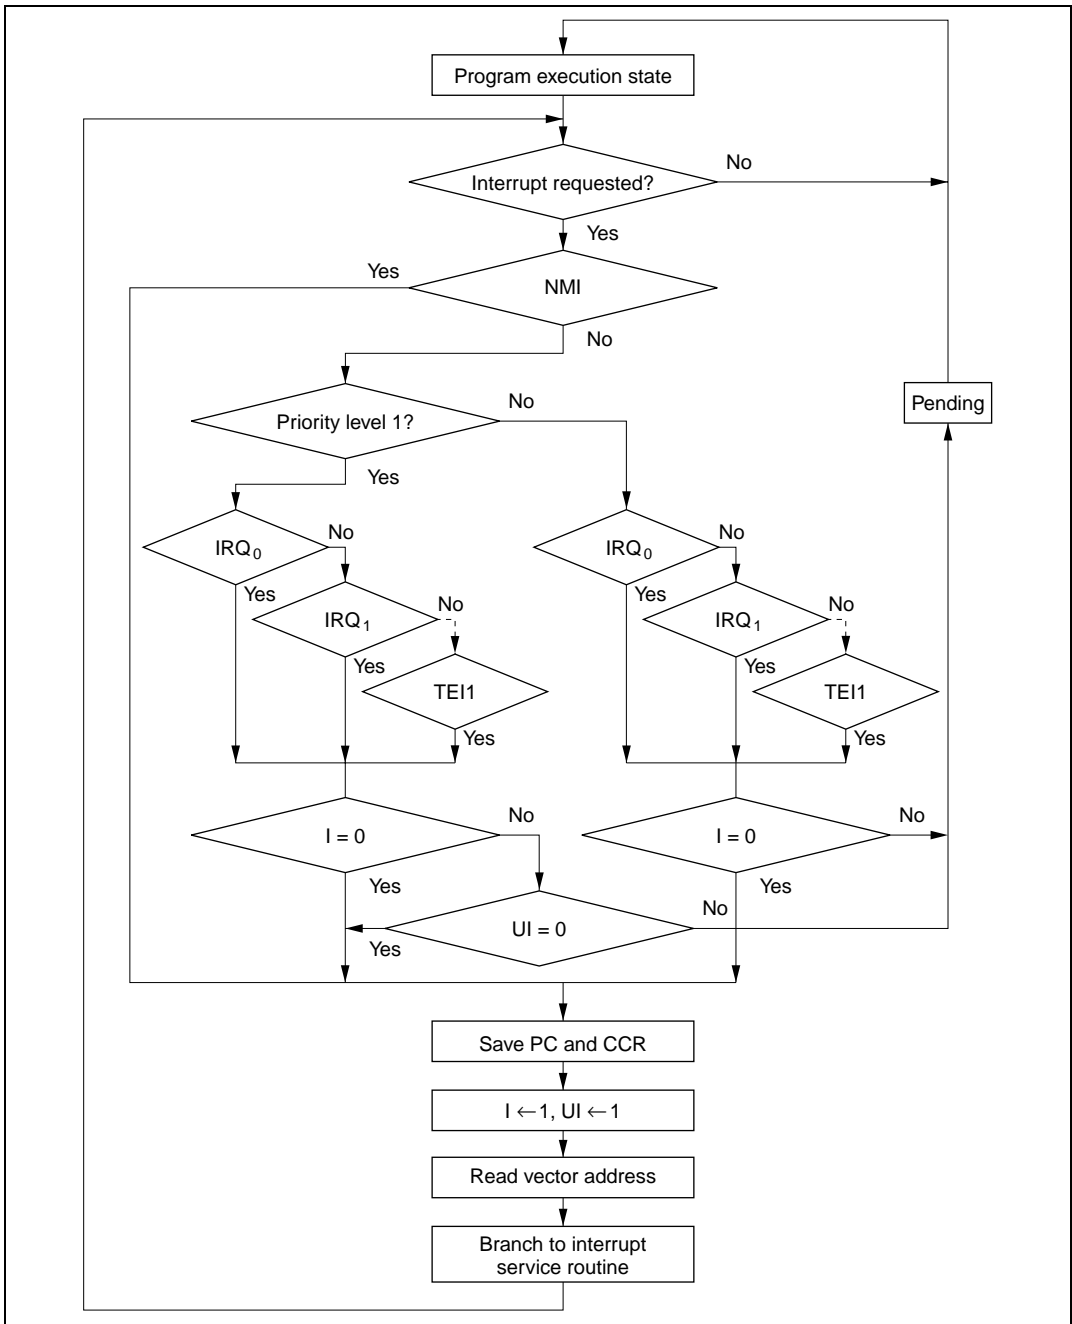 Program execution state
Interrupt requested?
No
Yes
NMI
Yes
No
Pending
Priority level 1?
No
Yes
IRQ0
No
Yes
IRQ1
No
Yes
TEI1
Yes
IRQ0
No
Yes
IRQ1
No
Yes
TEI1
Yes
I = 0
No
Yes
I = 0
No
Yes
UI = 0
No
Yes
Save PC and CCR
I ←1, UI ←1
Read vector address
Branch to interrupt
service routine